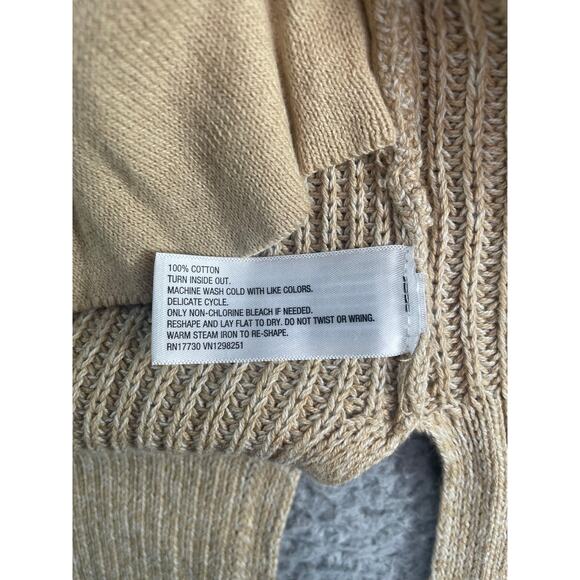 100% COTTON
TURN INSIDE OUT.
MACHINE WASH COLD WITH LIKE COLORS.
DELICATE CYCLE.
ONLY NON-CHLORINE BLEACH IF NEEDED.
RESHAPE AND LAY FLAT TO DRY. DO NOT TWIST OR WRING.
WARM STEAM IRON TO RE-SHAPE.
RN17730 VN1298251